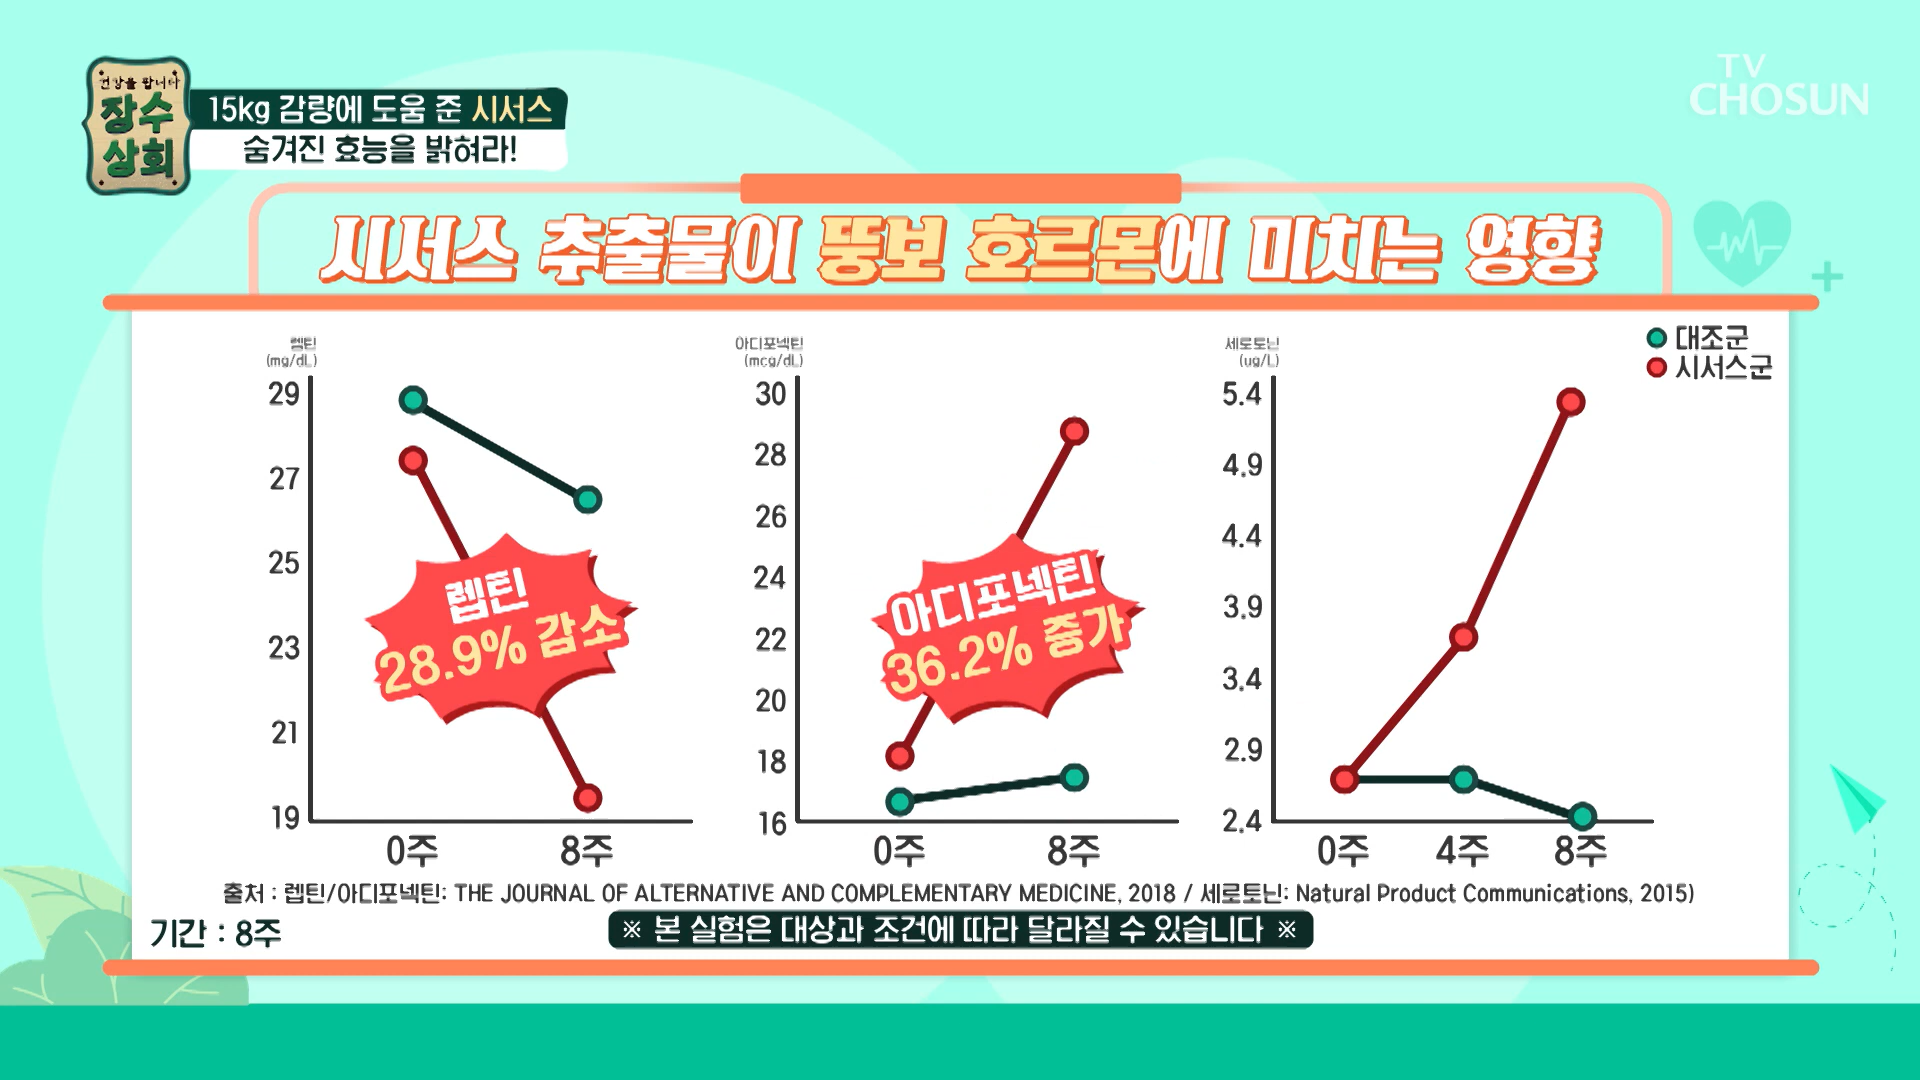 건강을 팝니다
장수
상회
15kg 감량에 도움 준 시서스
숨겨진 효능을 밝혀라!
TV
CHOSUN
시서스 추출물이 뚱보 호르몬에 미치는 영향
대조군
시서스군
렙틴
(mg/dL)
29
27
25
23
21
19
0주
8주
렙틴
28.9% 감소
아디포넥틴
(mcg/dL)
30
28
26
24
22
20
18
16
0주
8주
아디포넥틴
36.2% 증가
세로토닌
(ug/L)
5.4
4.9
4.4
3.9
3.4
2.9
2.4
0주
4주
8주
출처 : 렙틴/아디포넥틴: THE JOURNAL OF ALTERNATIVE AND COMPLEMENTARY MEDICINE, 2018 / 세로토닌: Natural Product Communications, 2015)
기간 : 8주
※ 본 실험은 대상과 조건에 따라 달라질 수 있습니다 ※